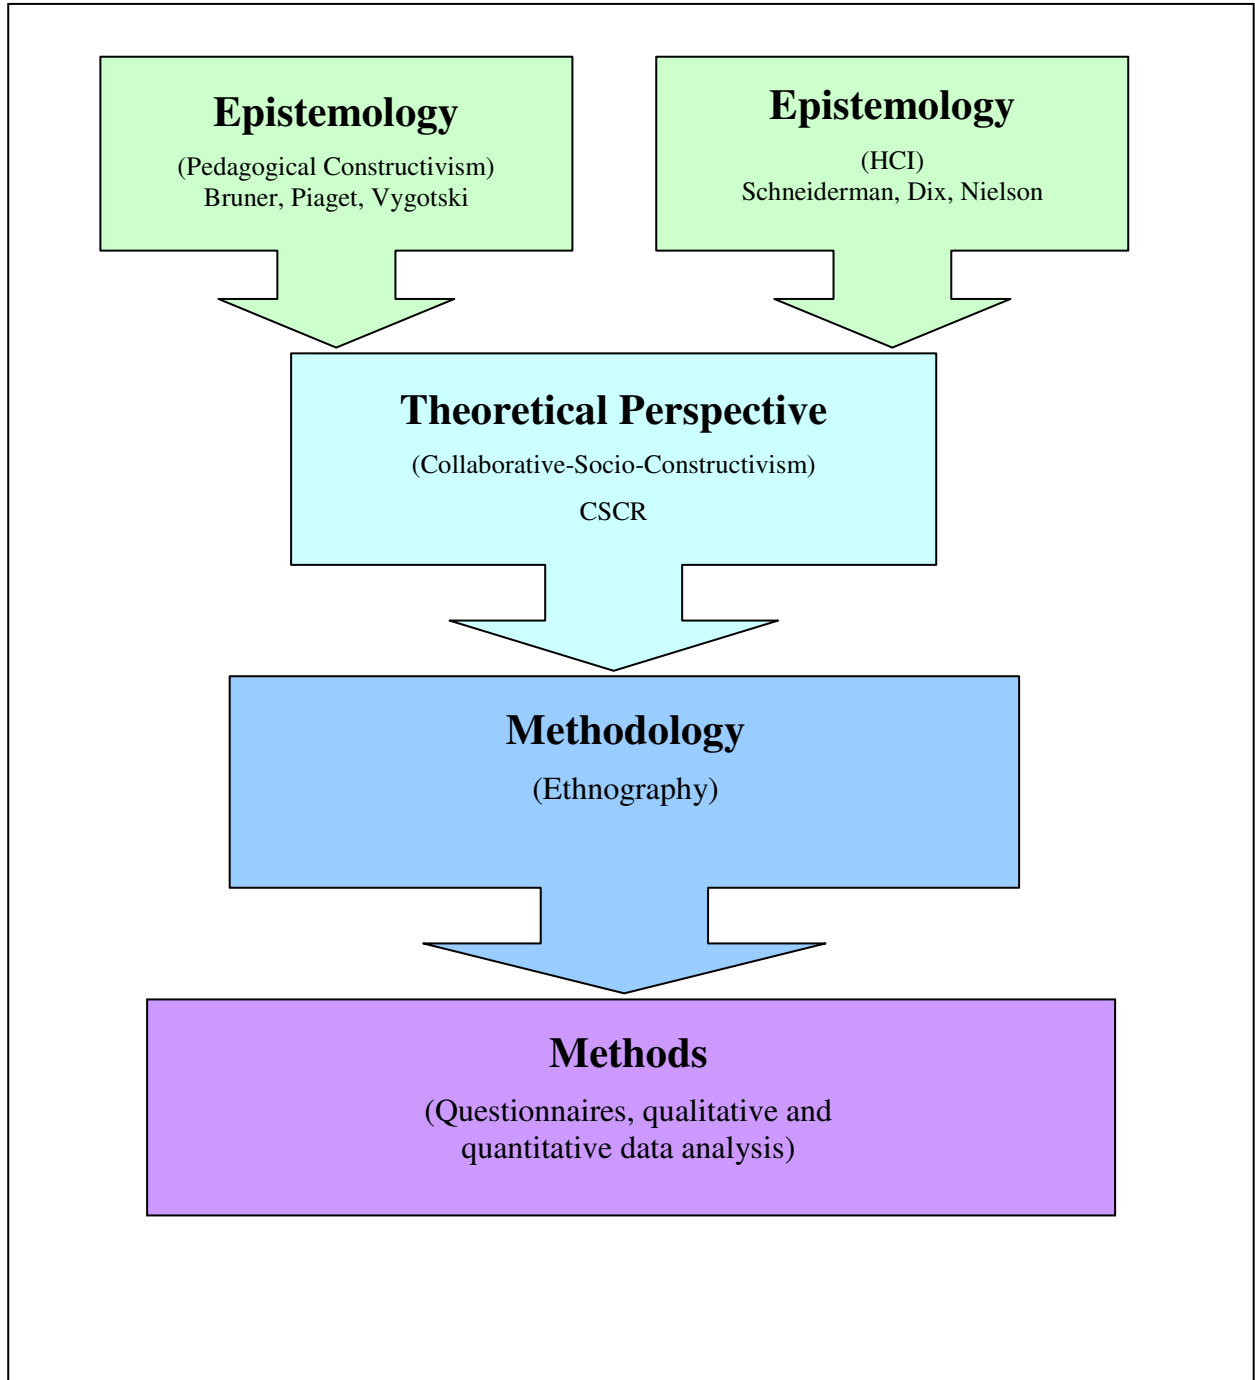 Epistemology
(Pedagogical Constructivism)
Bruner, Piaget, Vygotski
Epistemology
(HCI)
Schneiderman, Dix, Nielson
Theoretical Perspective
(Collaborative-Socio-Constructivism)
CSCR
Methodology
(Ethnography)
Methods
(Questionnaires, qualitative and
quantitative data analysis)